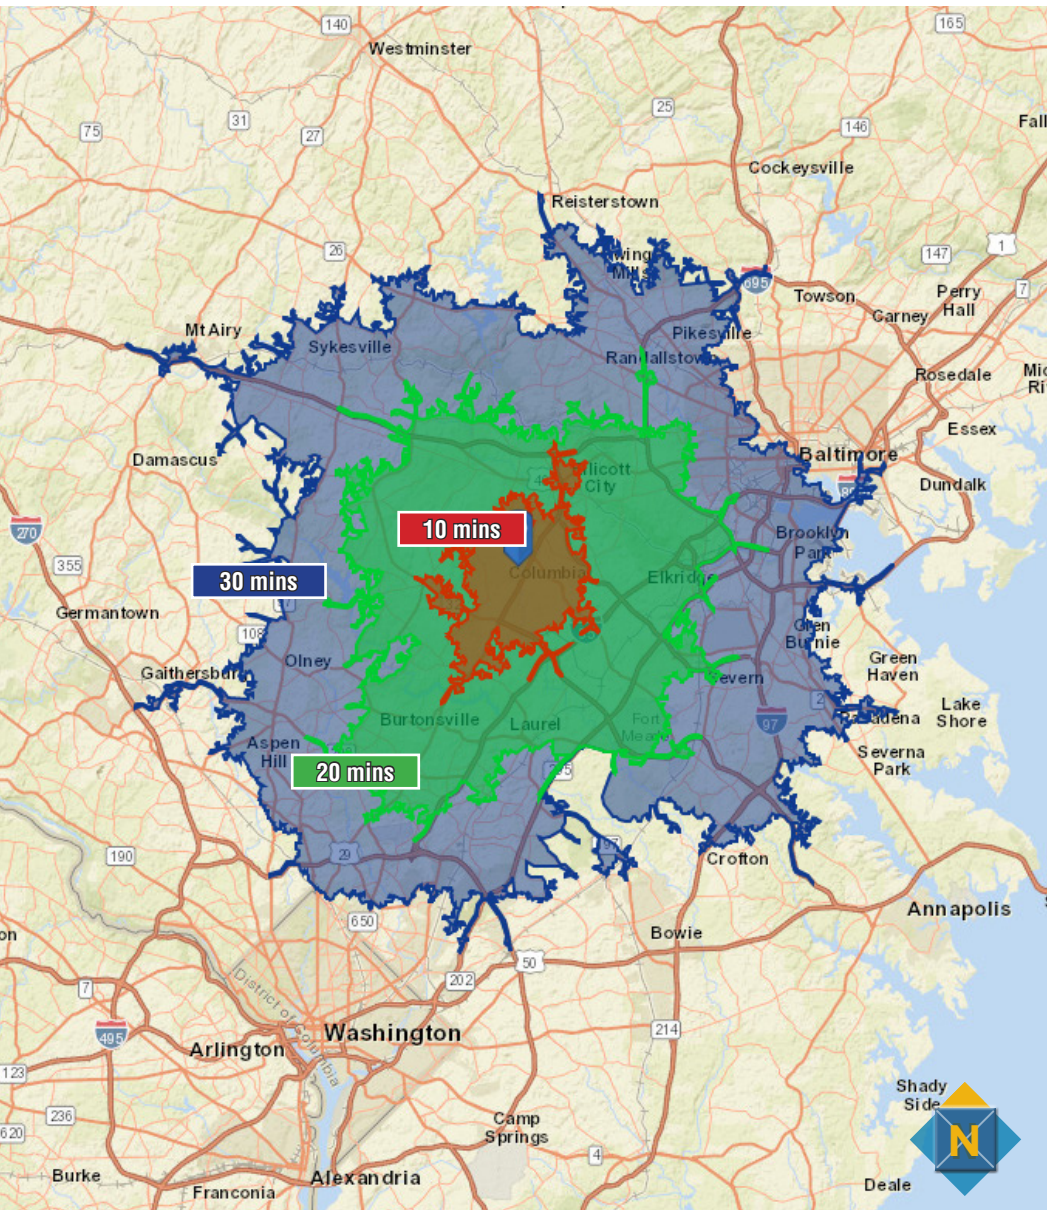 140
165
Westminster
25
31
75
27
146
Fall
Cockeysville
Reisterstown
26
1
147
695
7
Towson
Perry
Hall
Garney
Mt Airy
Pikesville
Sykesville
Randallstown
Rosedale
Essex
Damascus
Baltimore
Ellicott
City
Dundalk
10 mins
270
Brooklyn
Park
355
30 mins
Columbia
Elkridge
Germantown
108
Glen
Burnie
Olney
Green
Haven
Gaithersburg
Severn
Lake
Shore
Burtonsville
Laurel
Fort
Meade
97
Pasadena
Aspen
Hill
Severna
Park
20 mins
29
190
Crofton
Annapolis
650
Bowie
50
202
7
District of Columbia
Washington
495
Arlington
214
123
Shady
Side
236
620
Camp
Springs
N
4
Burke
Alexandria
Franconia
Deale